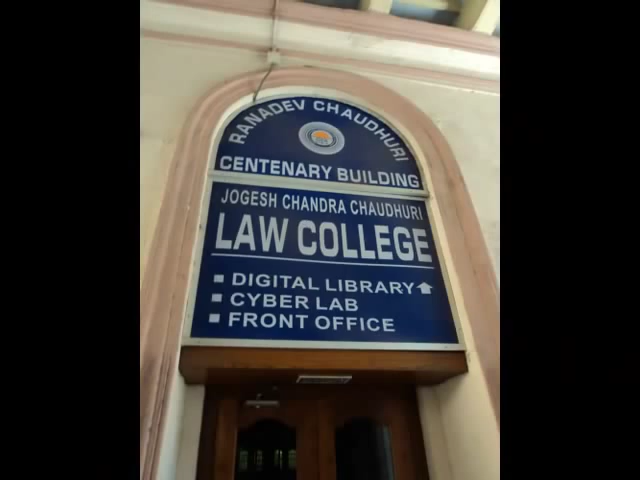 RANADEV CHAUDHURI
CENTENARY BUILDING
JOGESH CHANDRA CHAUDHURI
LAW COLLEGE
DIGITAL LIBRARY
CYBER LAB
FRONT OFFICE